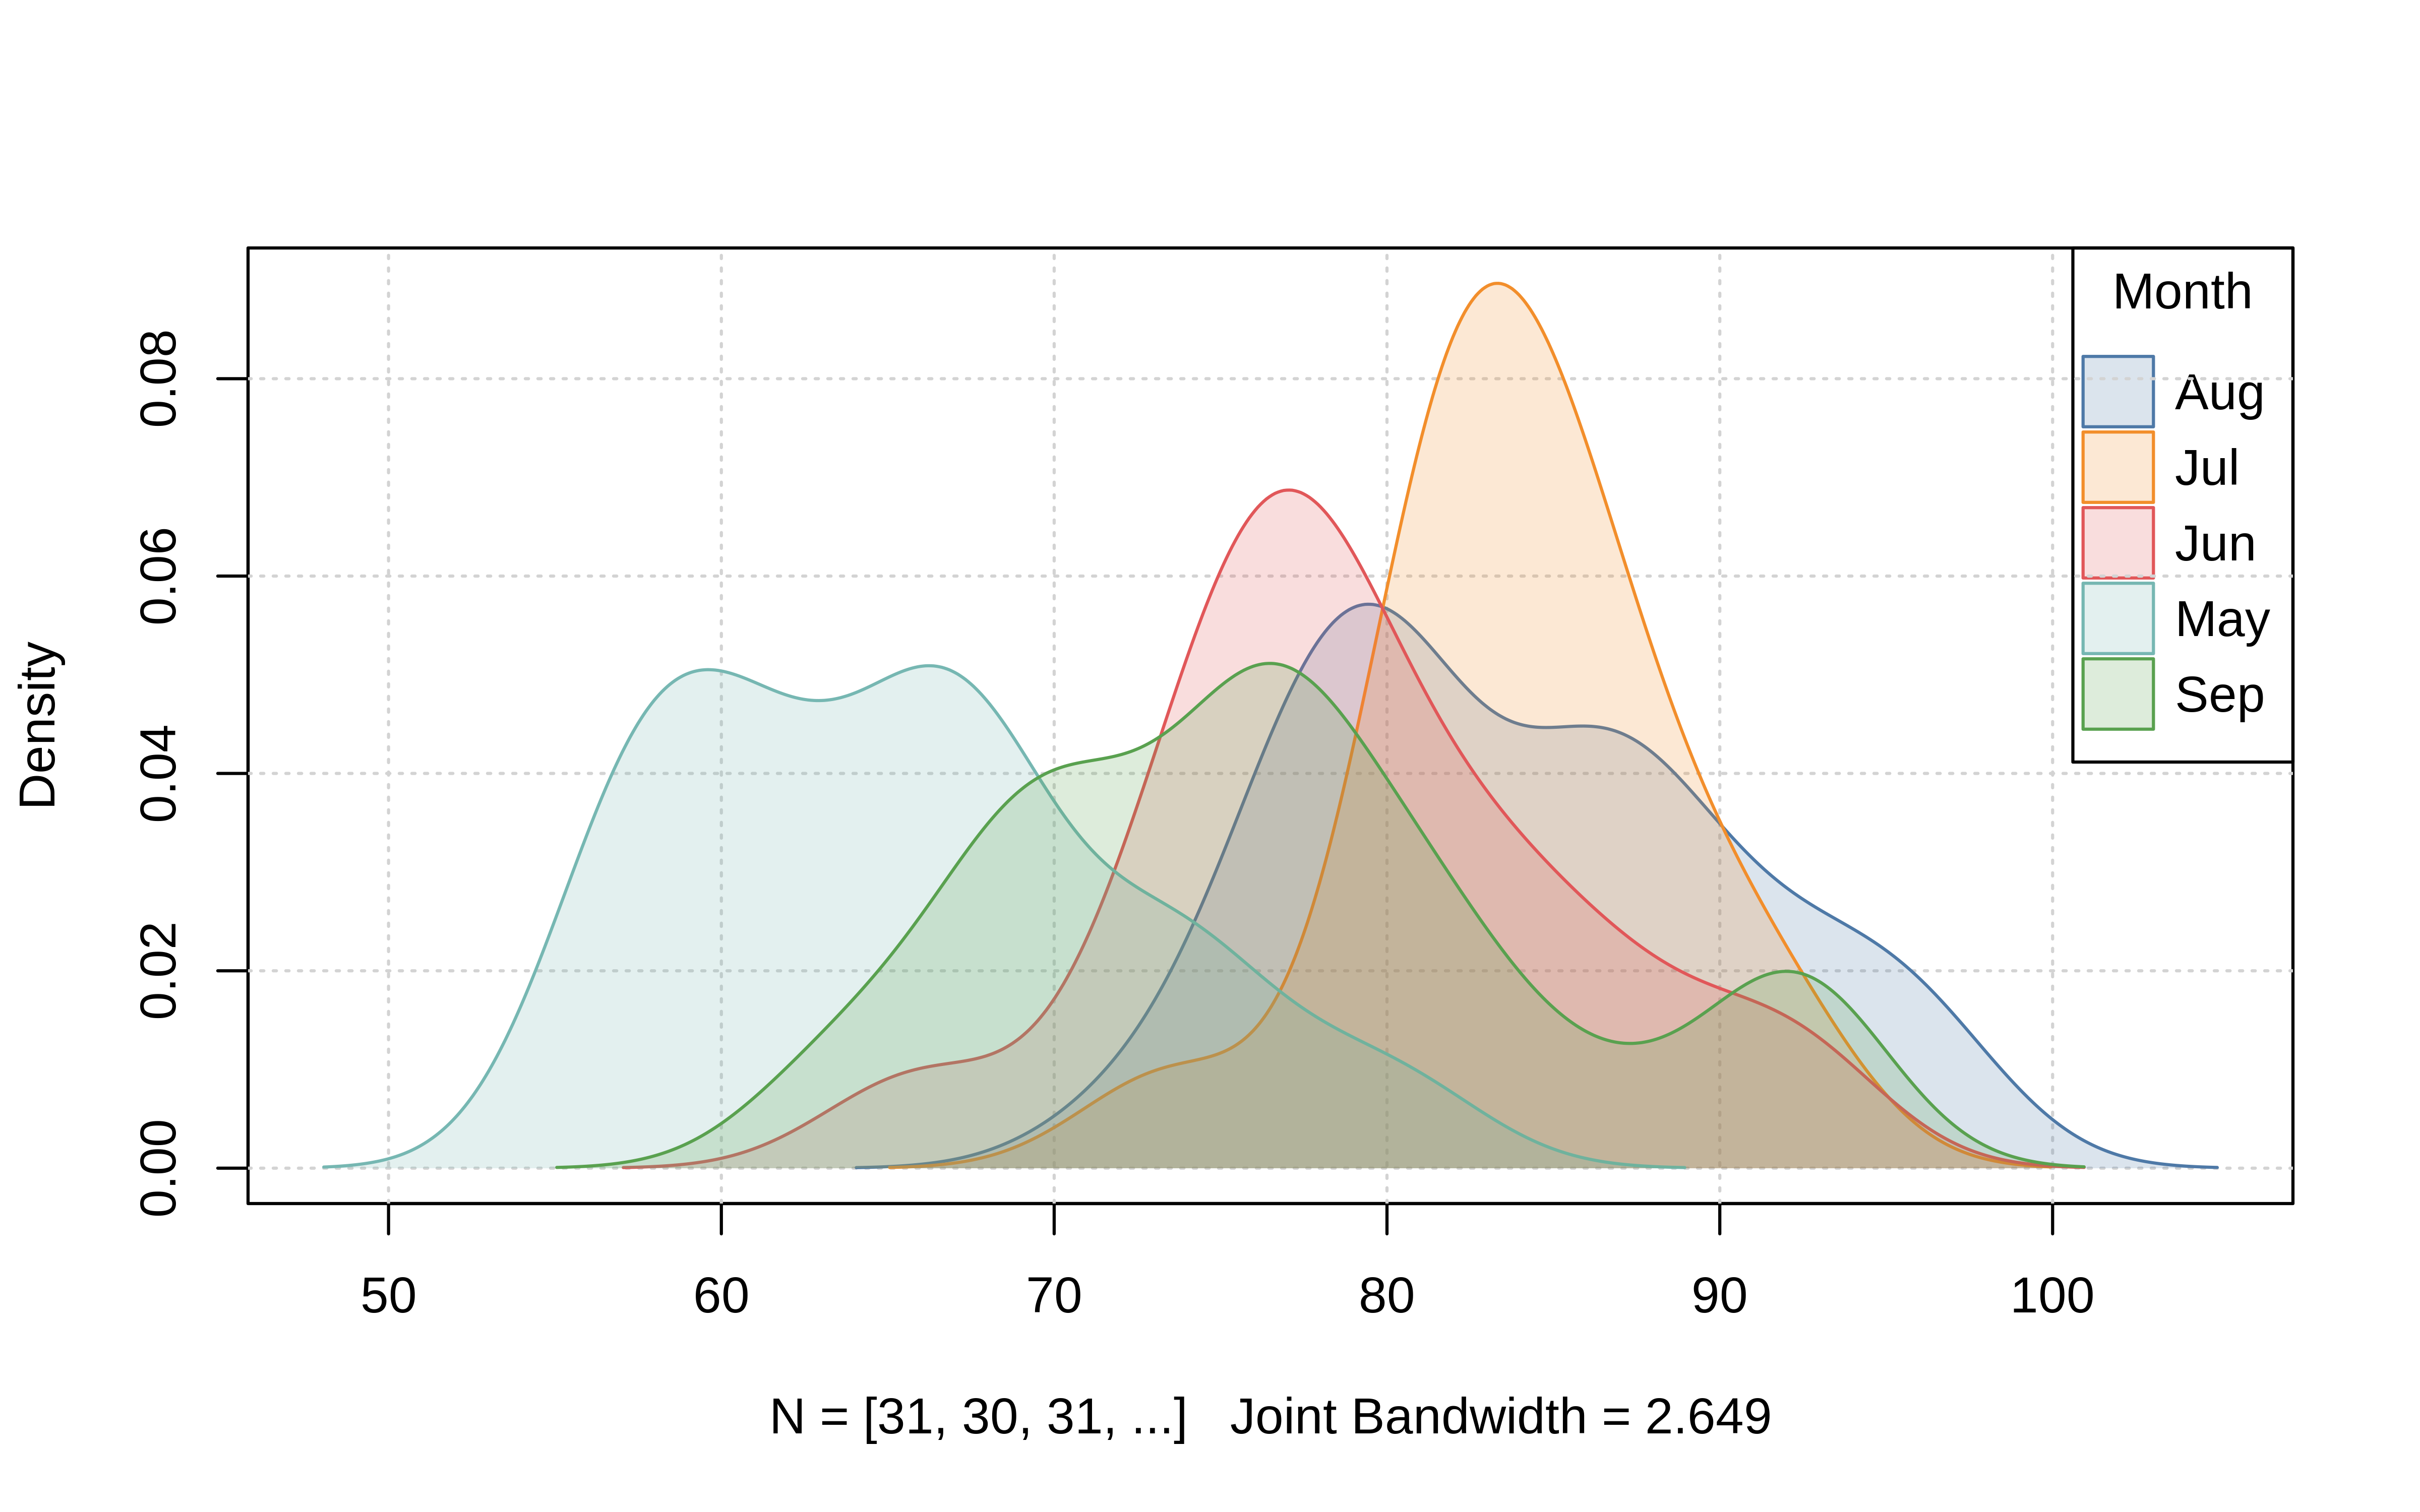 Month
Aug
Jul
Jun
May
Sep
Density
0.08
0.06
0.04
0.02
0.00
50 60 70 80 90 100
N = [31, 30, 31, ...] Joint Bandwidth = 2.649